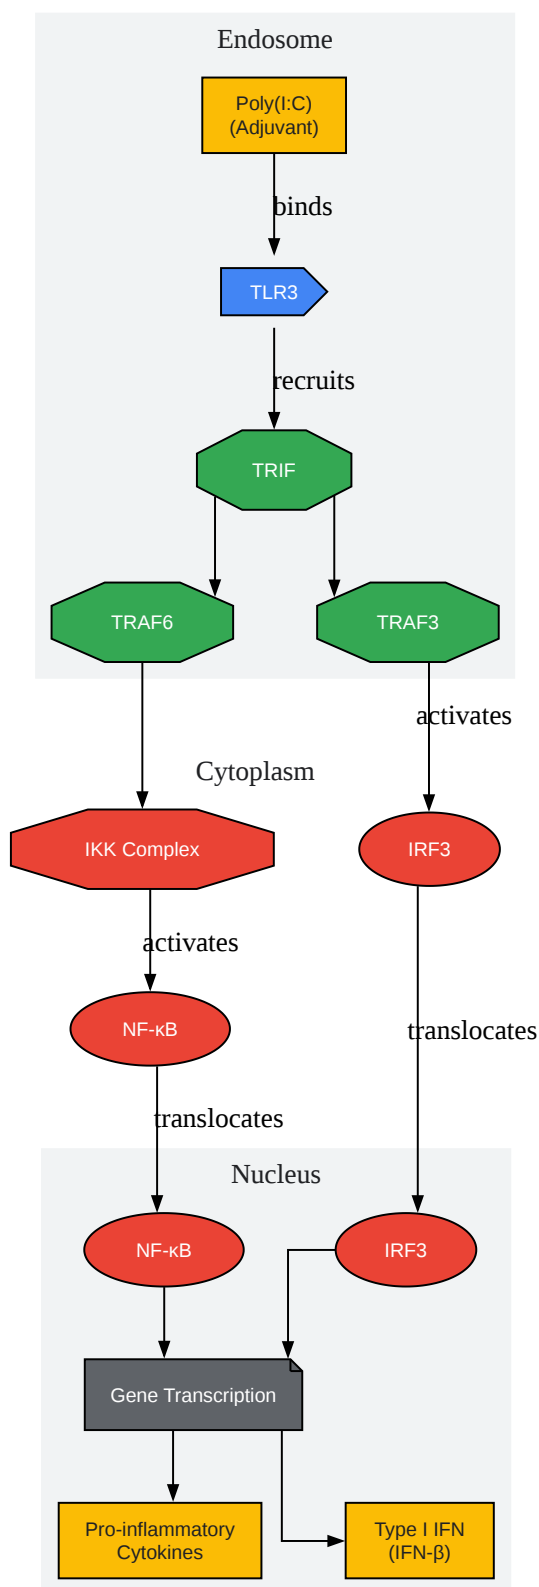 Endosome
Poly(I:C)
(Adjuvant)
binds
TLR3
recruits
TRIF
TRAF6
TRAF3
activates
Cytoplasm
IKK Complex
IRF3
activates
NF-κB
translocates
translocates
Nucleus
NF-κB
IRF3
Gene Transcription
Pro-inflammatory
Cytokines
Type I IFN
(IFN-β)